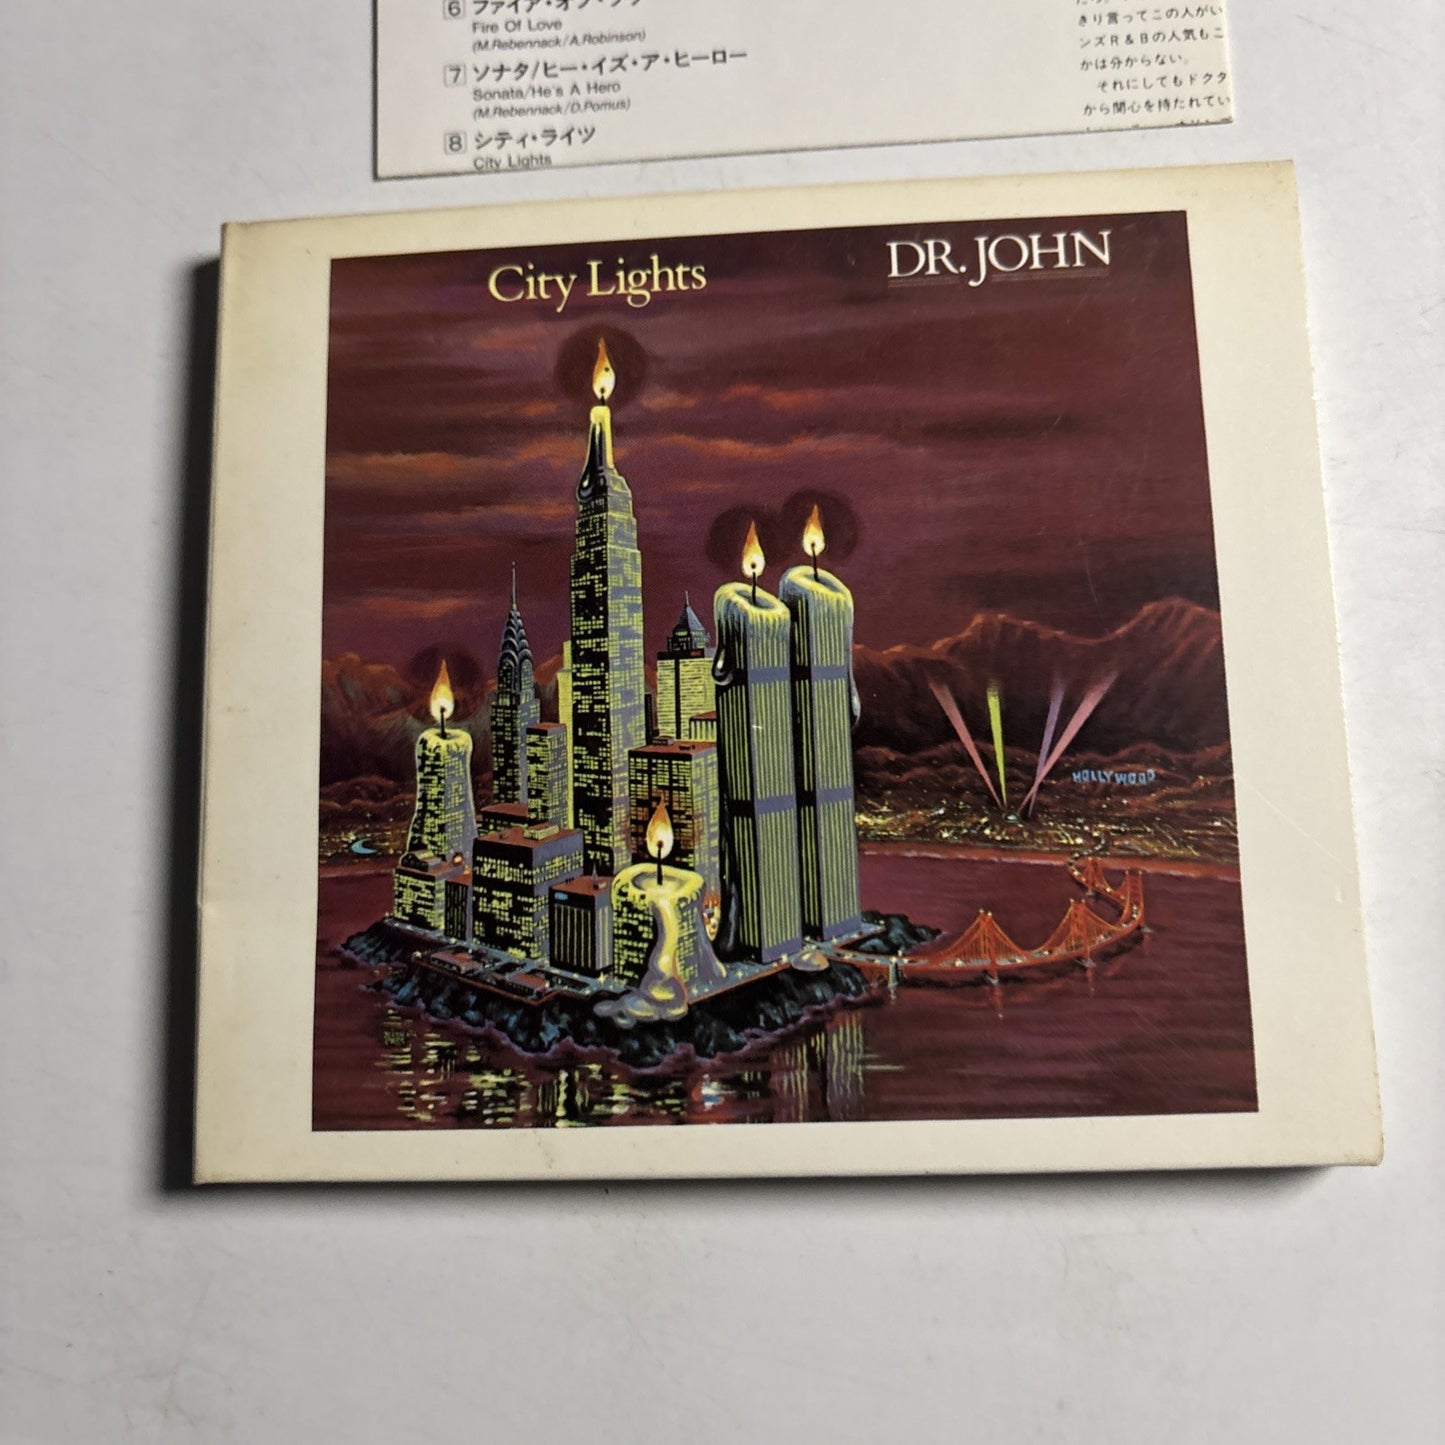 6 ファイア・オブ・ラブ
Fire Of Love
(M.Rebennack/A.Robinson)
7 ソナタ/ヒー・イズ・ア・ヒーロー
Sonata/He's A Hero
(M.Rebennack/D.Pomus)
8 シティ・ライツ
City Lights
きり言ってこの人がい
ンズR&Bの人気もこ
かは分からない。
それにしてもドクタ
から関心を持たれてい
City Lights
DR. JOHN
HOLLYWOOD